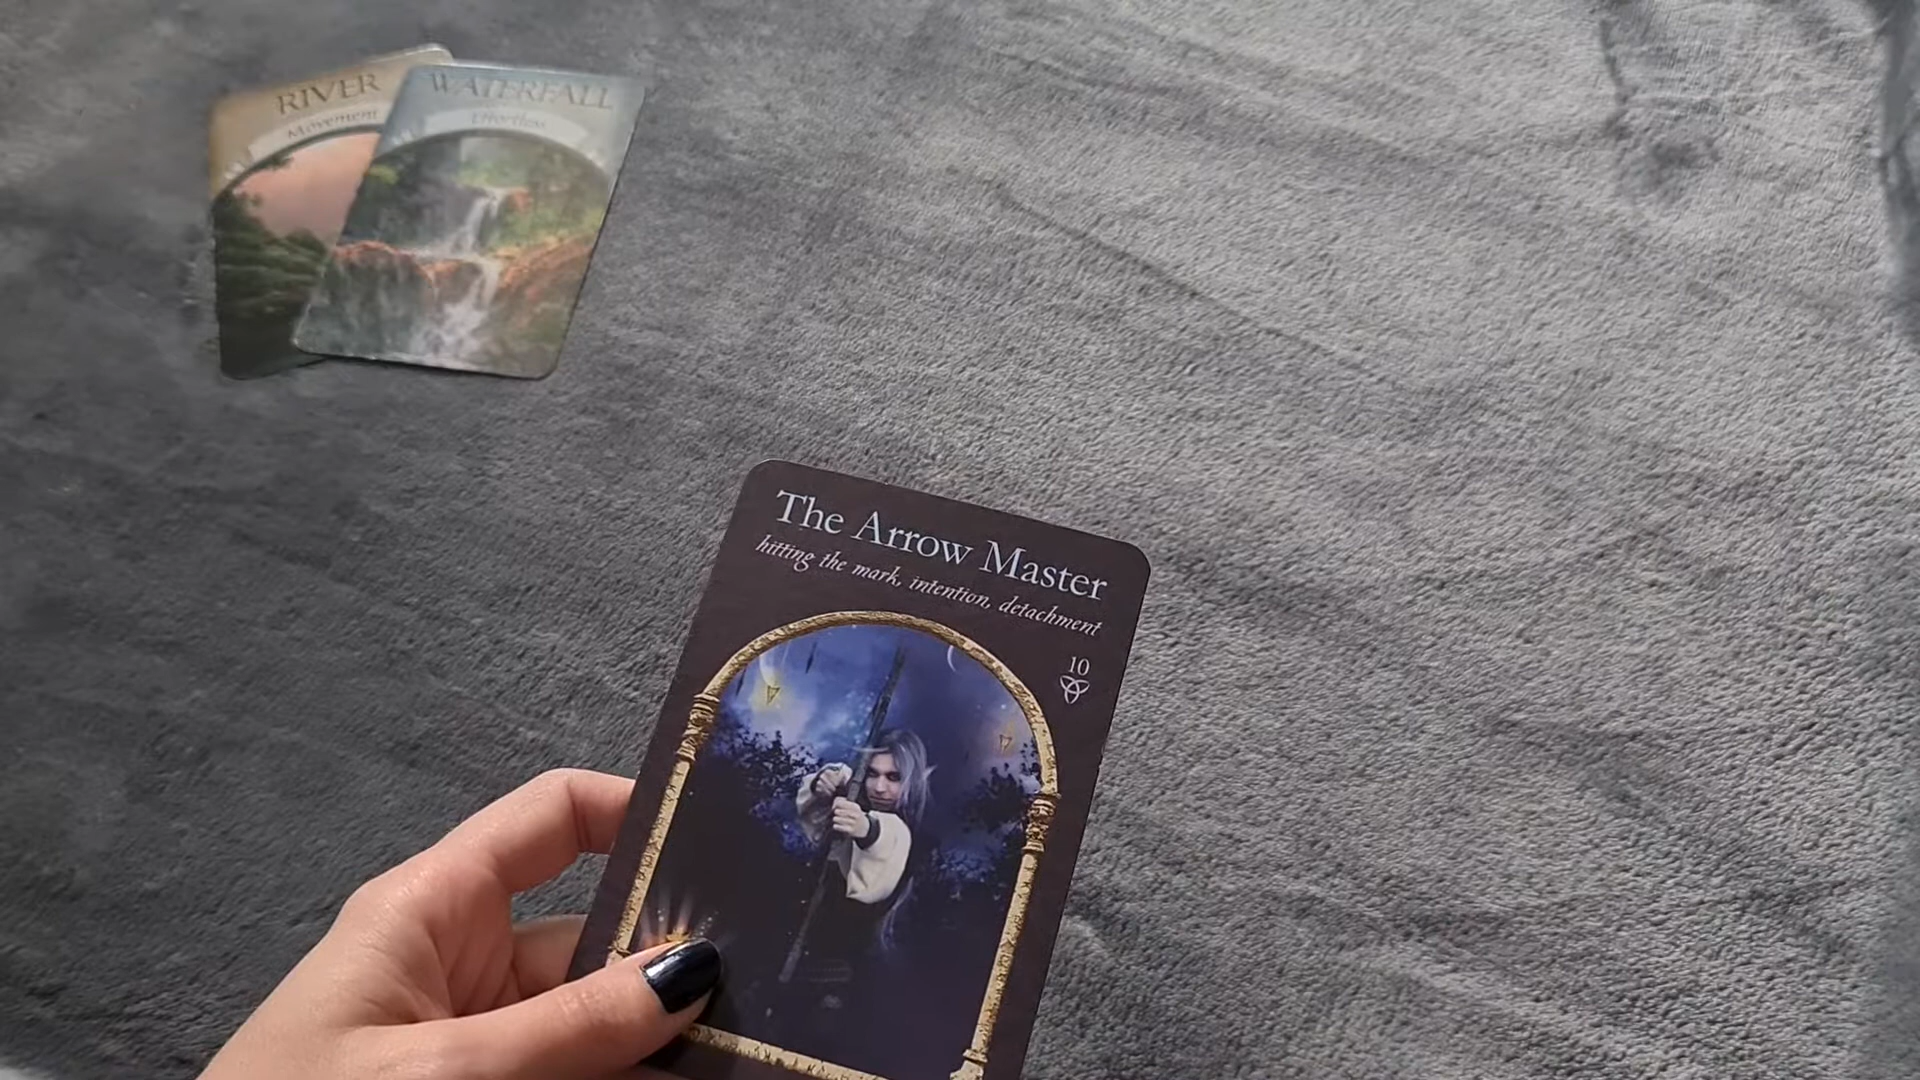 RIVER
Movement
WATERFALL
Effortless
The Arrow Master
hitting the mark, intention, detachment
10